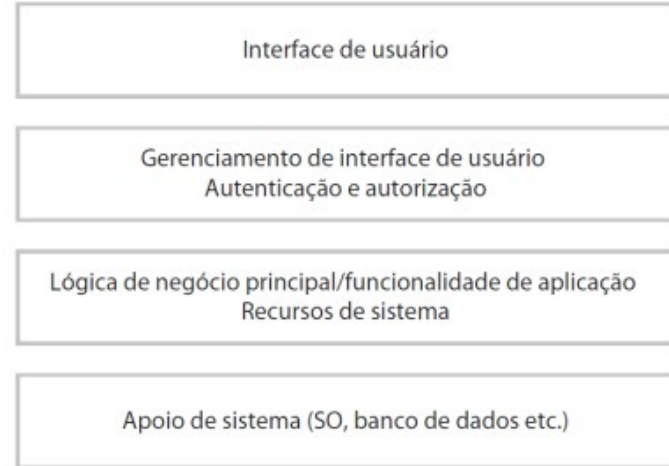 Interface de usuário
Gerenciamento de interface de usuário
Autenticação e autorização
Lógica de negócio principal/funcionalidade de aplicação
Recursos de sistema
Apoio de sistema (SO, banco de dados etc.)